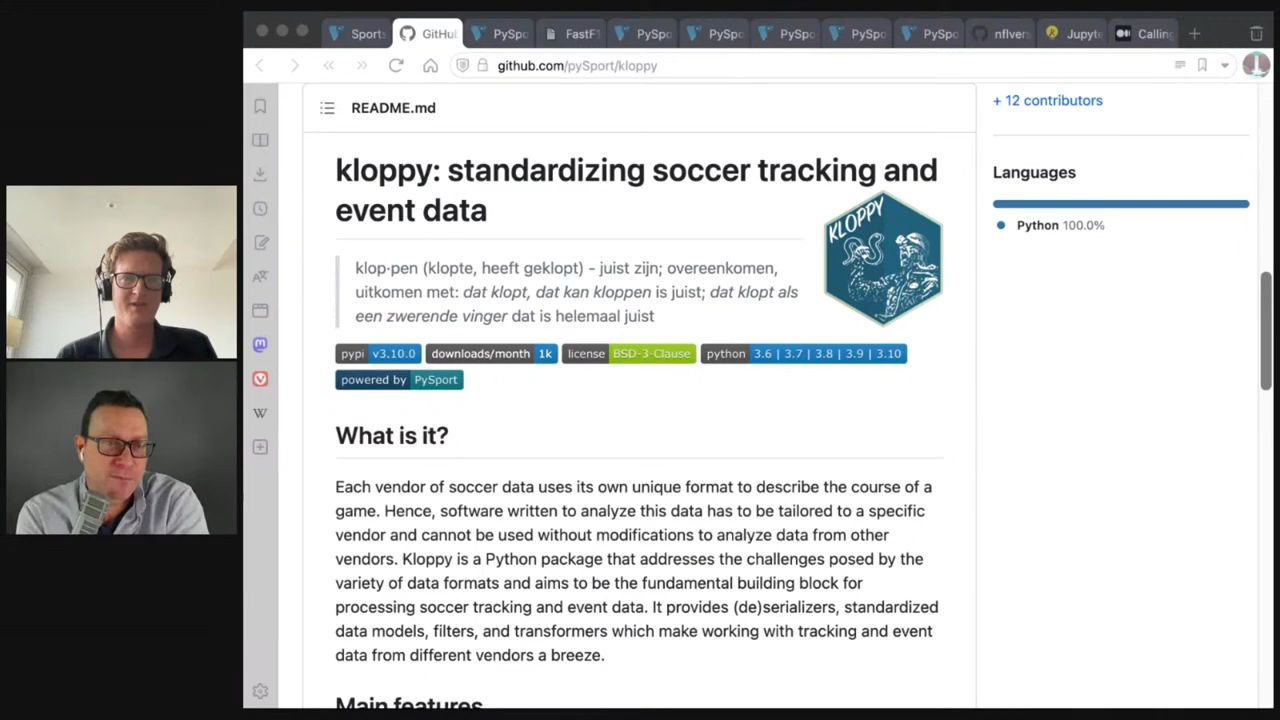 Sports
GitHu
PySpo
FastF1
PySpo
PySpo
PySpo
PySpo
PySpo
nflvers
Jupyte
Calling
github.com/pySport/kloppy
README.md
+ 12 contributors
kloppy: standardizing soccer tracking and
event data
KLOPPY
klop·pen (klopte, heeft geklopt) - juist zijn; overeenkomen,
uitkomen met: dat klopt, dat kan kloppen is juist; dat klopt als
een zwerende vinger dat is helemaal juist
pypi v3.10.0 downloads/month 1k license BSD-3-Clause python 3.6 | 3.7 | 3.8 | 3.9 | 3.10
powered by PySport
Languages
Python 100.0%
What is it?
Each vendor of soccer data uses its own unique format to describe the course of a
game. Hence, software written to analyze this data has to be tailored to a specific
vendor and cannot be used without modifications to analyze data from other
vendors. Kloppy is a Python package that addresses the challenges posed by the
variety of data formats and aims to be the fundamental building block for
processing soccer tracking and event data. It provides (de)serializers, standardized
data models, filters, and transformers which make working with tracking and event
data from different vendors a breeze.
Main features